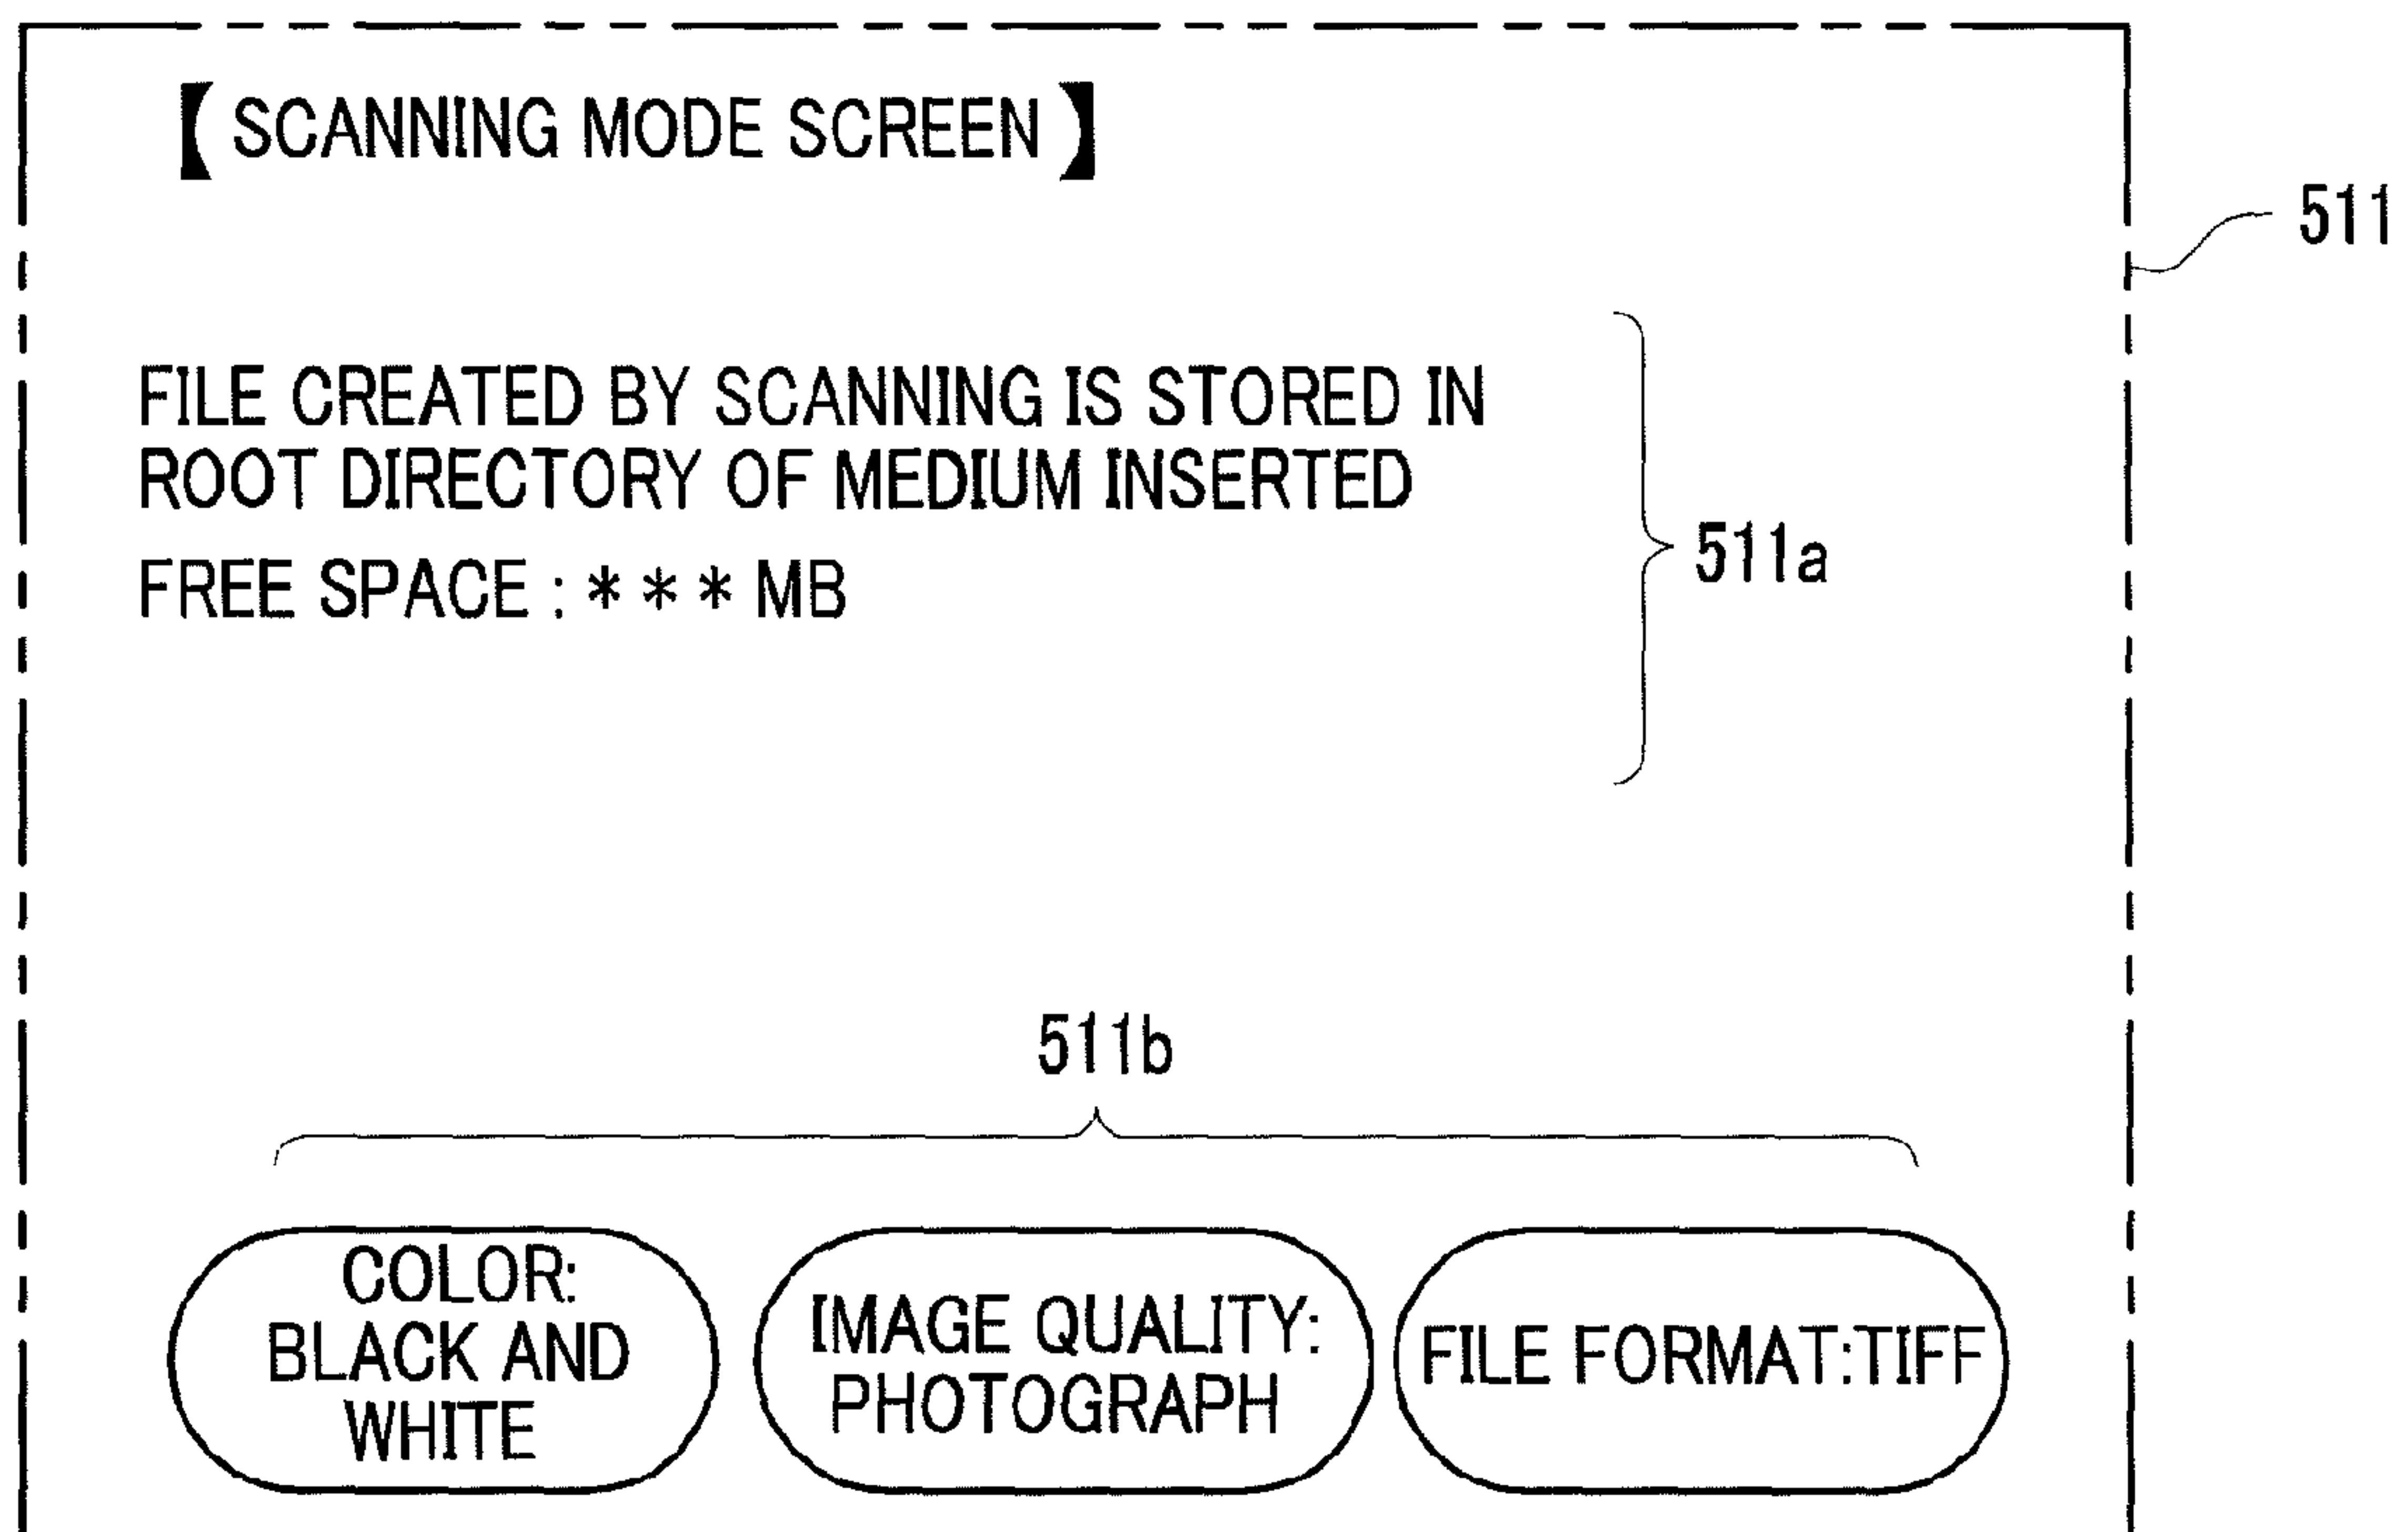 【SCANNING MODE SCREEN】
511
FILE CREATED BY SCANNING IS STORED IN
ROOT DIRECTORY OF MEDIUM INSERTED
511a
FREE SPACE : * * * MB
511b
COLOR:
BLACK AND
WHITE
IMAGE QUALITY:
PHOTOGRAPH
FILE FORMAT:TIFF